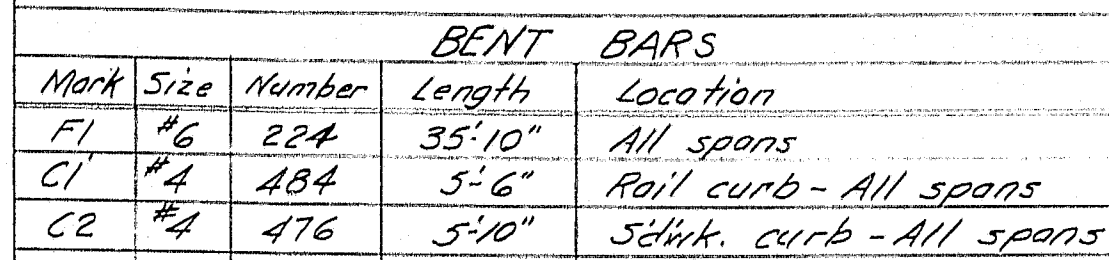 BENT BARS
Mark Size Number Length Location
F1 #6 224 35'-10" All spans
C1 #4 484 5'-6" Rail curb - All spans
C2 #4 476 5'-10" S'dwk. curb - All spans